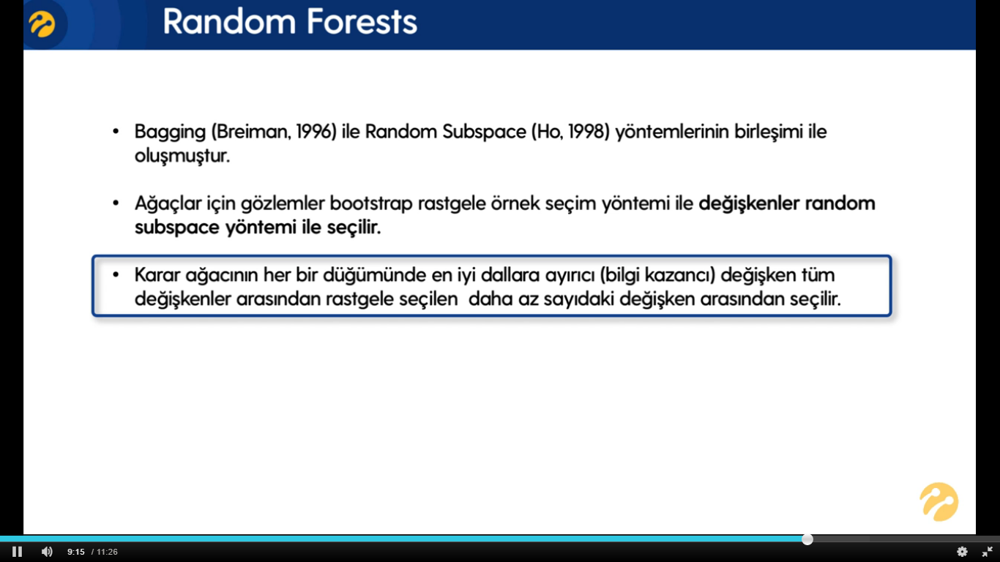 Random Forests
• Bagging (Breiman, 1996) ile Random Subspace (Ho, 1998) yöntemlerinin birleşimi ile
oluşmuştur.
• Ağaçlar için gözlemler bootstrap rastgele örnek seçim yöntemi ile değişkenler random
subspace yöntemi ile seçilir.
• Karar ağacının her bir düğümünde en iyi dallara ayırıcı (bilgi kazancı) değişken tüm
değişkenler arasından rastgele seçilen daha az sayıdaki değişken arasından seçilir.
9:15 / 11:26